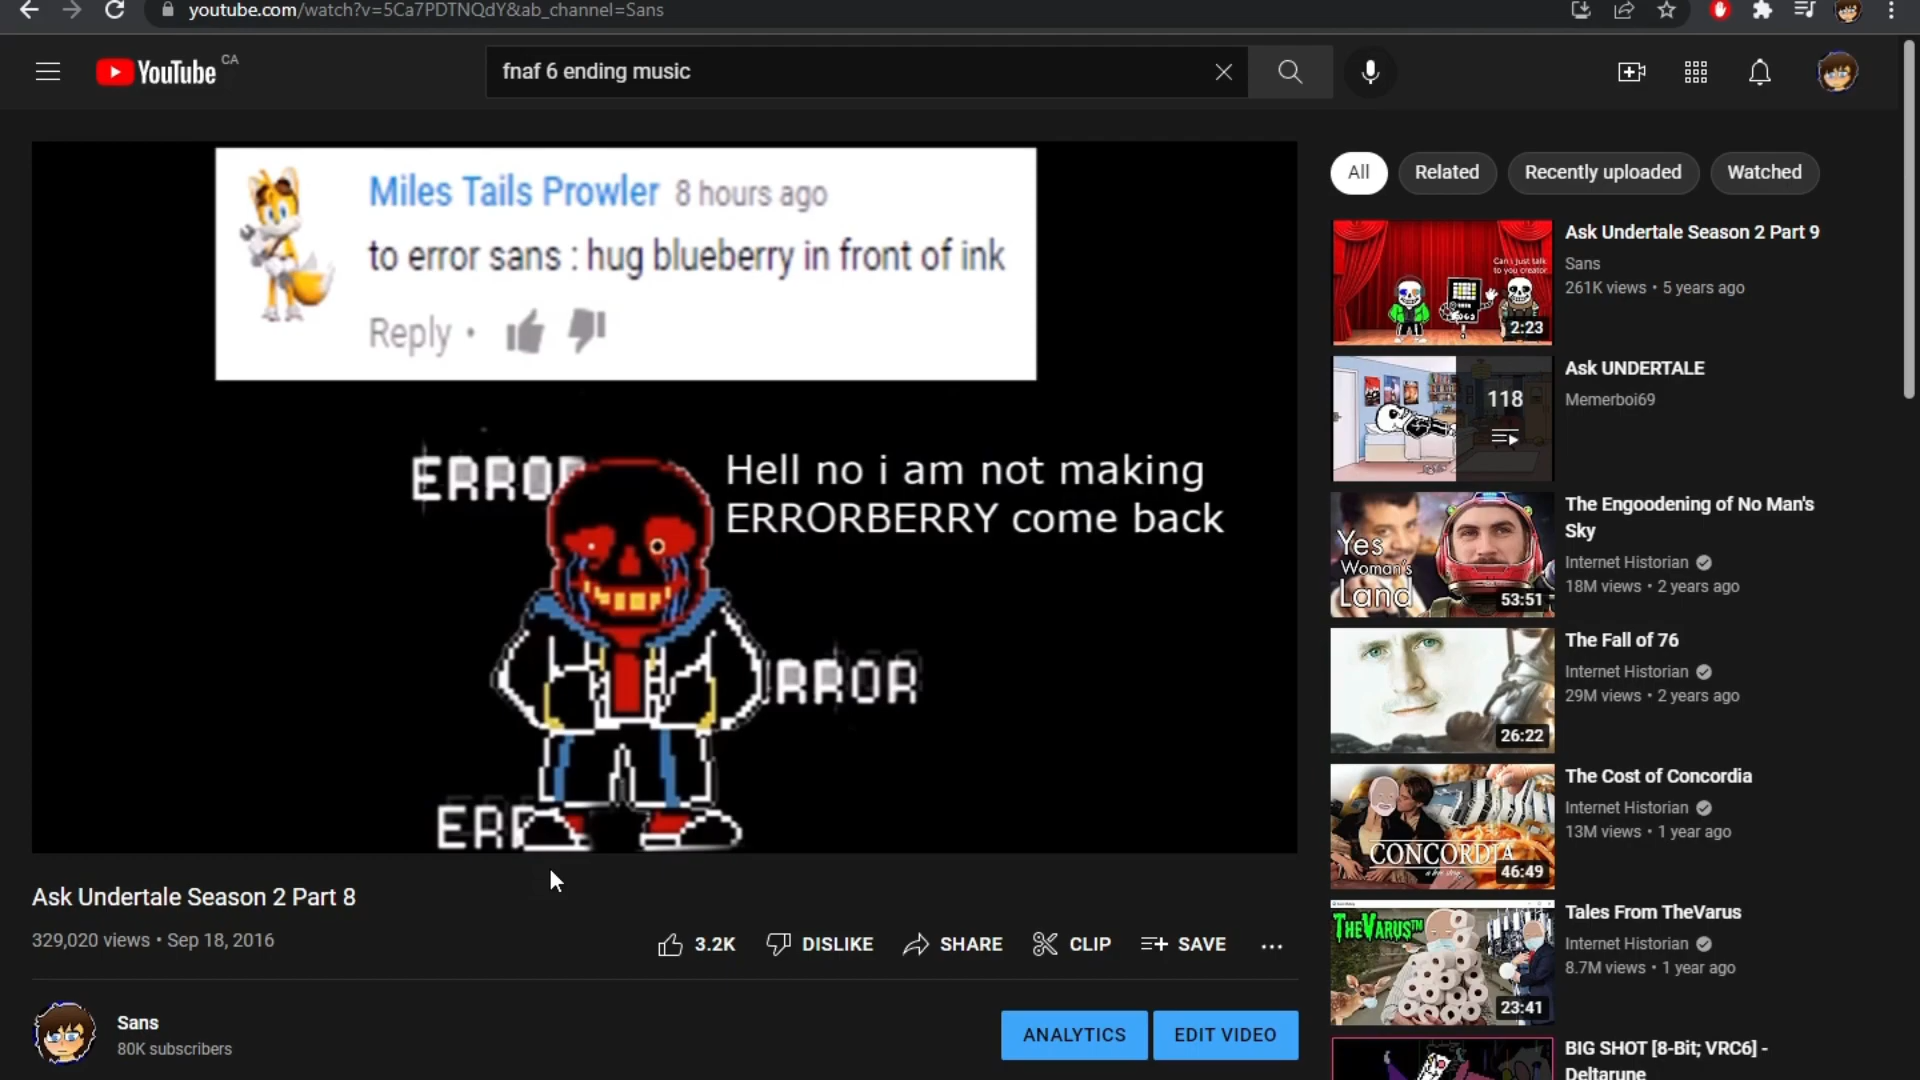 youtube.com/watch?v=5Ca7PDTNQdY&ab_channel=Sans
YouTube CA
fnaf 6 ending music
Miles Tails Prowler 8 hours ago
to error sans : hug blueberry in front of ink
Reply •
ERROR
Hell no i am not making
ERRORBERRY come back
RROR
ERR
Ask Undertale Season 2 Part 8
329,020 views • Sep 18, 2016
3.2K DISLIKE SHARE CLIP SAVE
Sans
80K subscribers
ANALYTICS EDIT VIDEO
All Related Recently uploaded Watched
Can i just talk
to you creator
2:23
Ask Undertale Season 2 Part 9
Sans
261K views • 5 years ago
118
Ask UNDERTALE
Memerboi69
Yes
Woman's
Land
53:51
The Engoodening of No Man's
Sky
Internet Historian
18M views • 2 years ago
26:22
The Fall of 76
Internet Historian
29M views • 2 years ago
CONCORDIA
46:49
The Cost of Concordia
Internet Historian
13M views • 1 year ago
THEVARUS™
23:41
Tales From TheVarus
Internet Historian
8.7M views • 1 year ago
BIG SHOT [8-Bit; VRC6] -
Deltarune